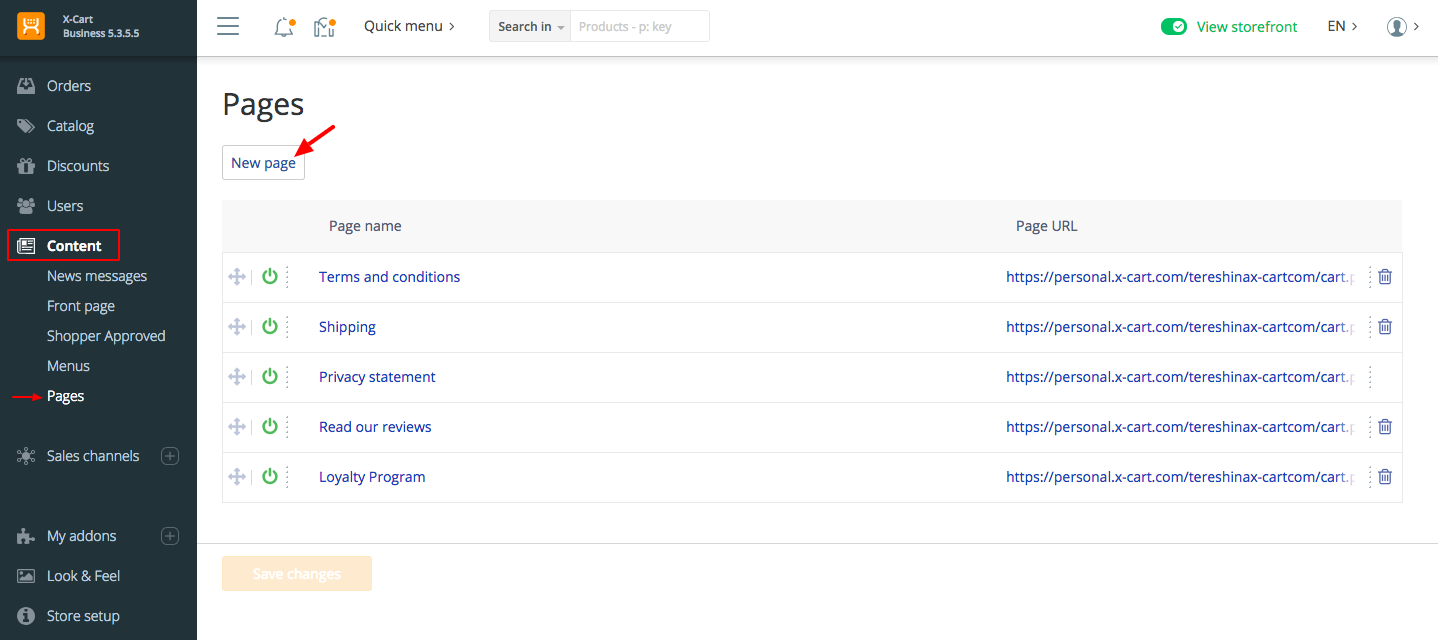 X-Cart
Business 5.3.5.5
Quick menu
Search in
Products - p: key
View storefront
EN
Orders
Catalog
Discounts
Users
Content
News messages
Front page
Shopper Approved
Menus
Pages
Sales channels
My addons
Look & Feel
Store setup
Pages
New page
Page name Page URL
Terms and conditions https://personal.x-cart.com/tereshinax-cartcom/cart.p
Shipping https://personal.x-cart.com/tereshinax-cartcom/cart.p
Privacy statement https://personal.x-cart.com/tereshinax-cartcom/cart.p
Read our reviews https://personal.x-cart.com/tereshinax-cartcom/cart.p
Loyalty Program https://personal.x-cart.com/tereshinax-cartcom/cart.p
Save changes